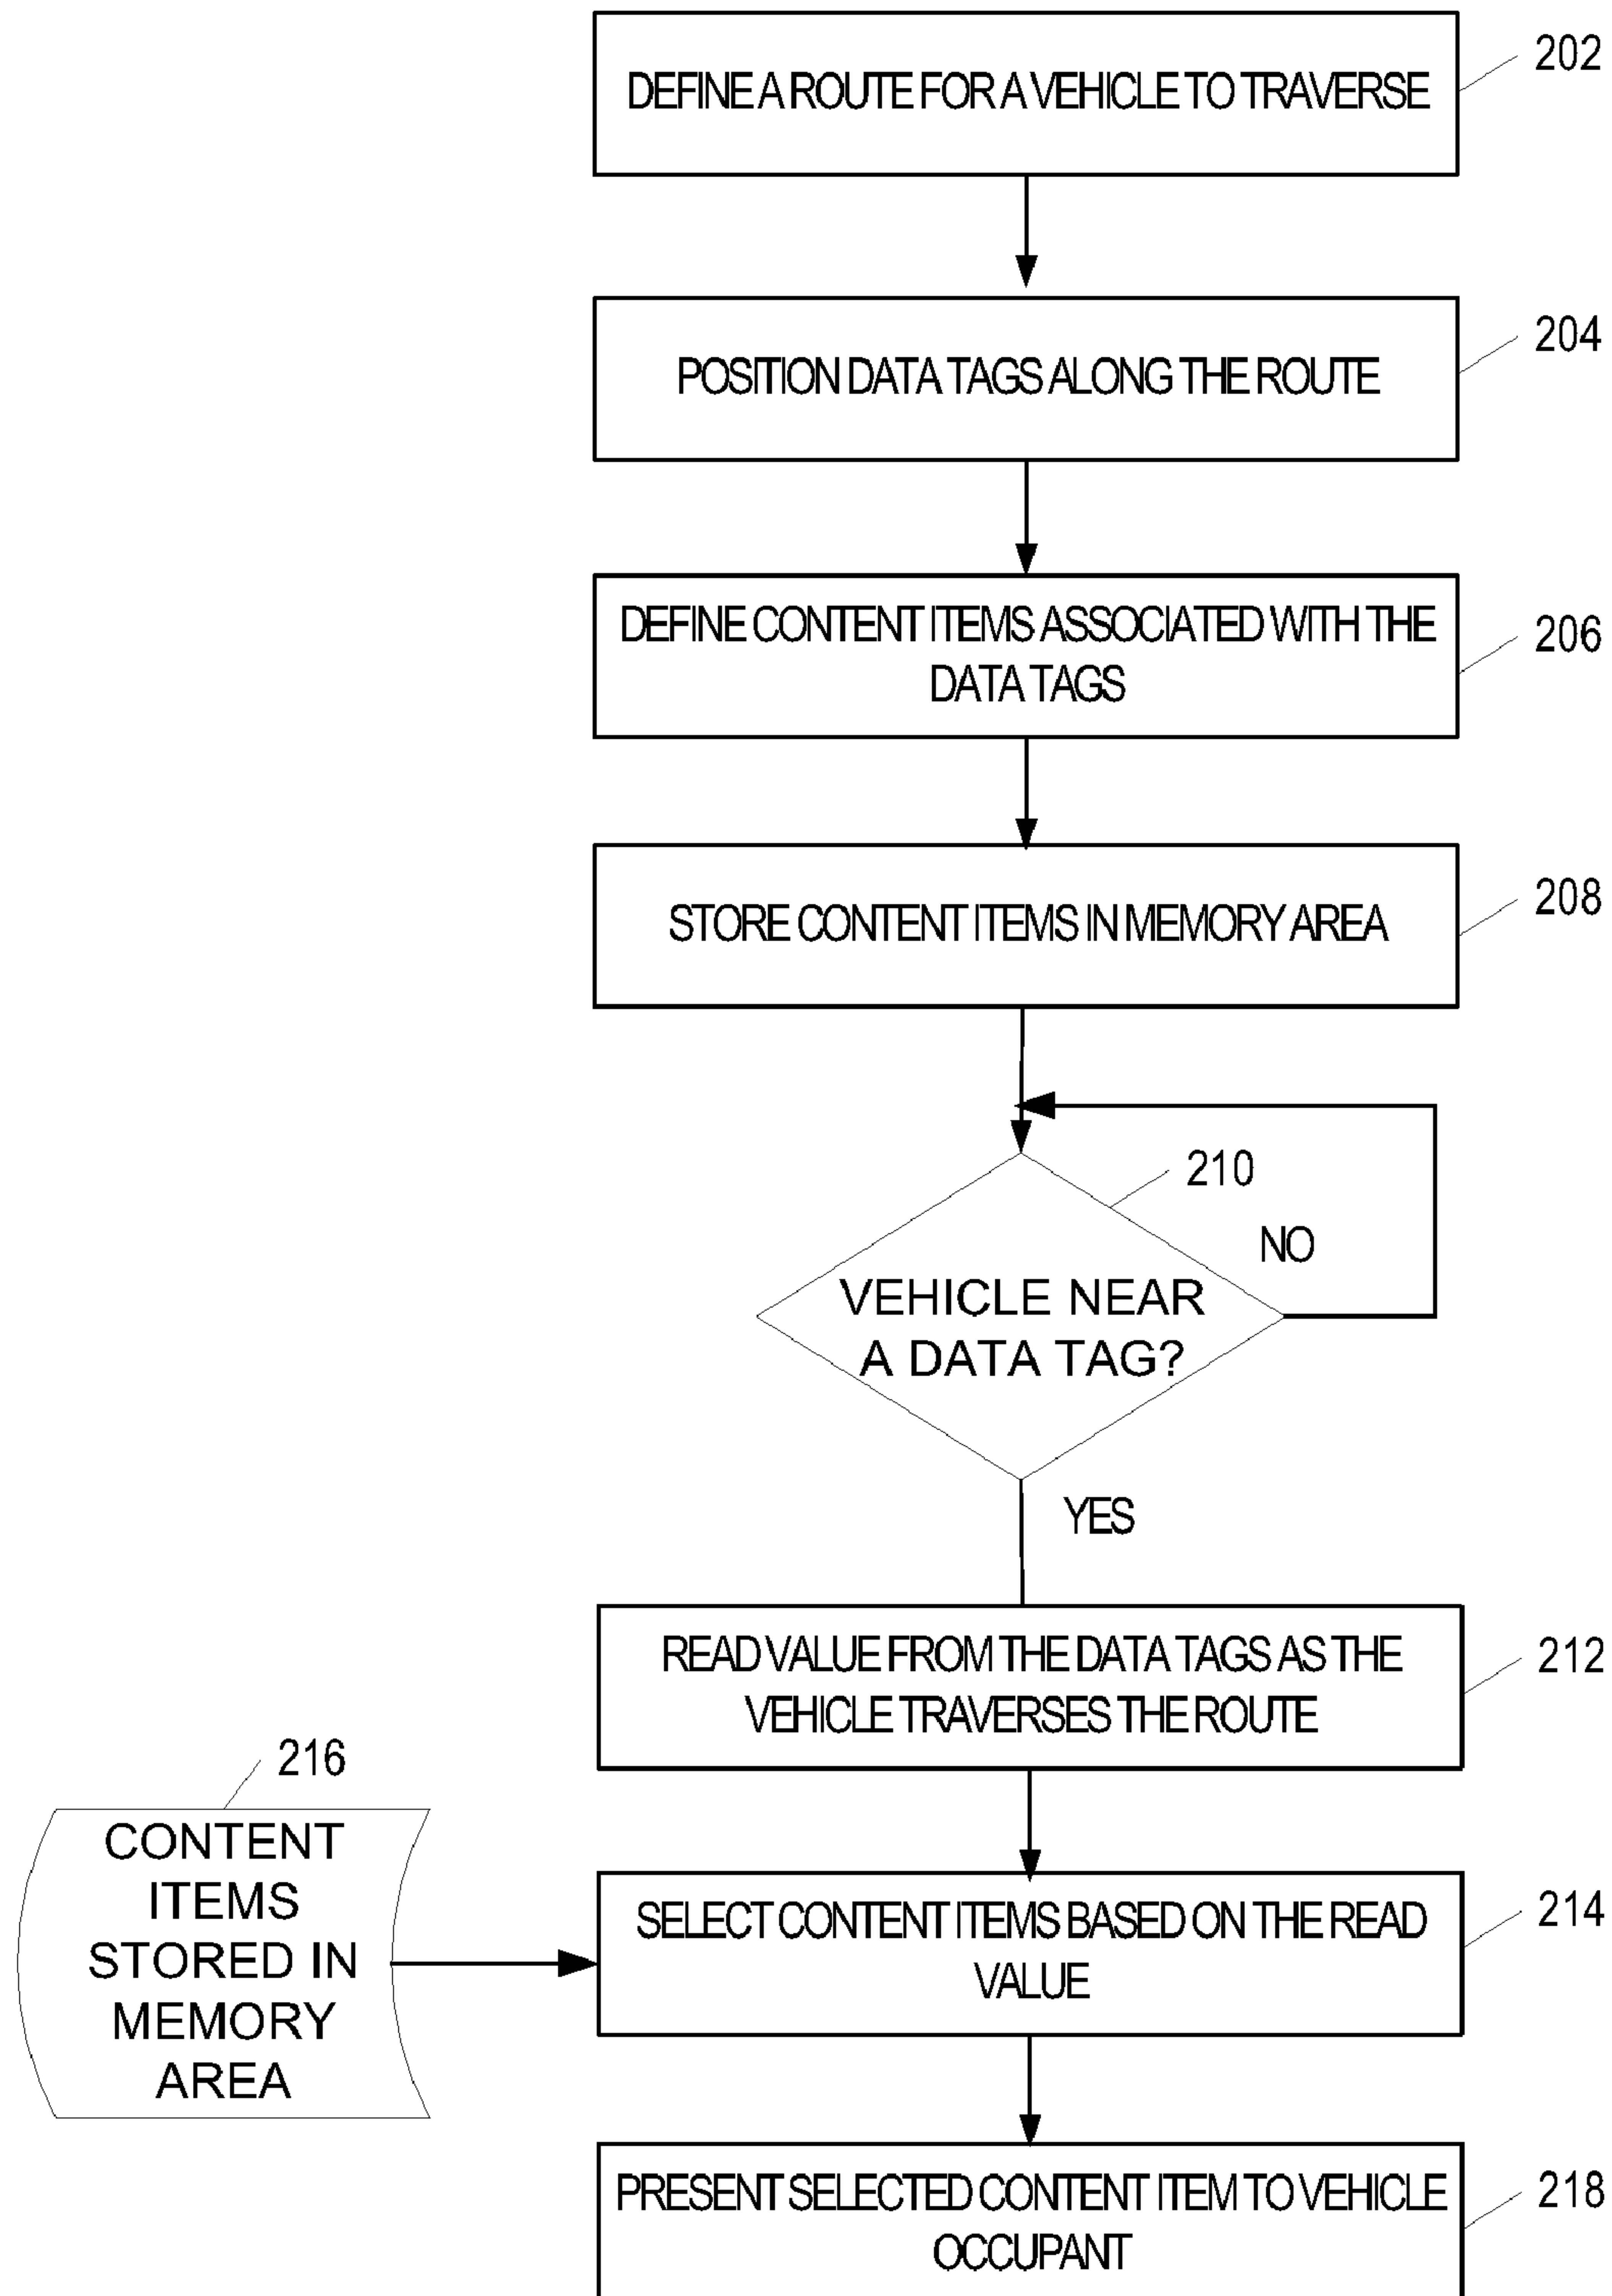 DEFINE A ROUTE FOR A VEHICLE TO TRAVERSE
202
POSITION DATA TAGS ALONG THE ROUTE
204
DEFINE CONTENT ITEMS ASSOCIATED WITH THE
DATA TAGS
206
STORE CONTENT ITEMS IN MEMORY AREA
208
210
NO
VEHICLE NEAR
A DATA TAG?
YES
READ VALUE FROM THE DATA TAGS AS THE
VEHICLE TRAVERSES THE ROUTE
212
216
CONTENT
ITEMS
STORED IN
MEMORY
AREA
SELECT CONTENT ITEMS BASED ON THE READ
VALUE
214
PRESENT SELECTED CONTENT ITEM TO VEHICLE
OCCUPANT
218